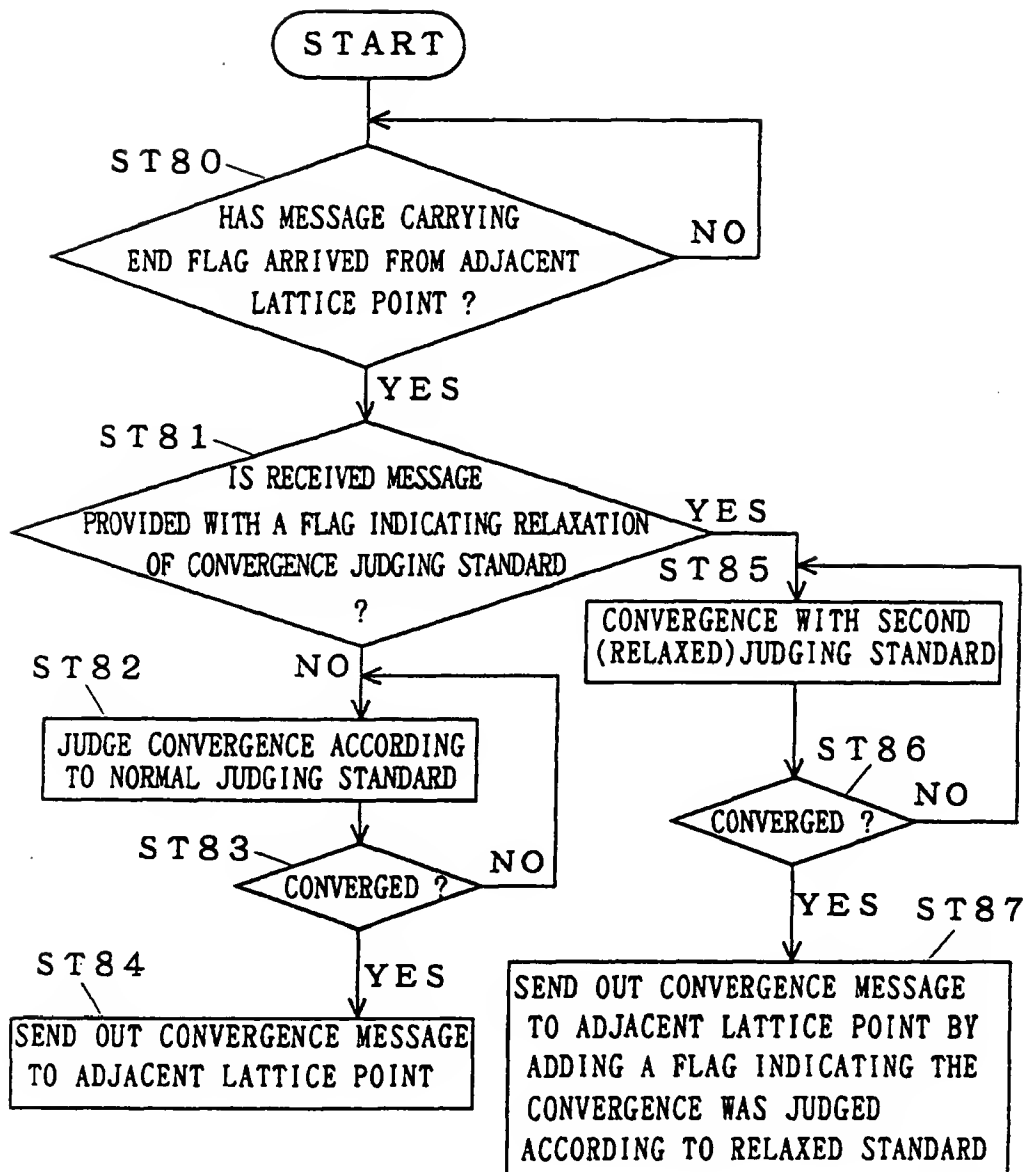 START
ST80
HAS MESSAGE CARRYING
END FLAG ARRIVED FROM ADJACENT
LATTICE POINT ?
NO
YES
ST81
IS RECEIVED MESSAGE
PROVIDED WITH A FLAG INDICATING RELAXATION
OF CONVERGENCE JUDGING STANDARD
?
YES
NO
ST82
JUDGE CONVERGENCE ACCORDING
TO NORMAL JUDGING STANDARD
ST83
CONVERGED ?
NO
YES
ST84
SEND OUT CONVERGENCE MESSAGE
TO ADJACENT LATTICE POINT
ST85
CONVERGENCE WITH SECOND
(RELAXED)JUDGING STANDARD
ST86
CONVERGED ?
NO
YES
ST87
SEND OUT CONVERGENCE MESSAGE
TO ADJACENT LATTICE POINT BY
ADDING A FLAG INDICATING THE
CONVERGENCE WAS JUDGED
ACCORDING TO RELAXED STANDARD